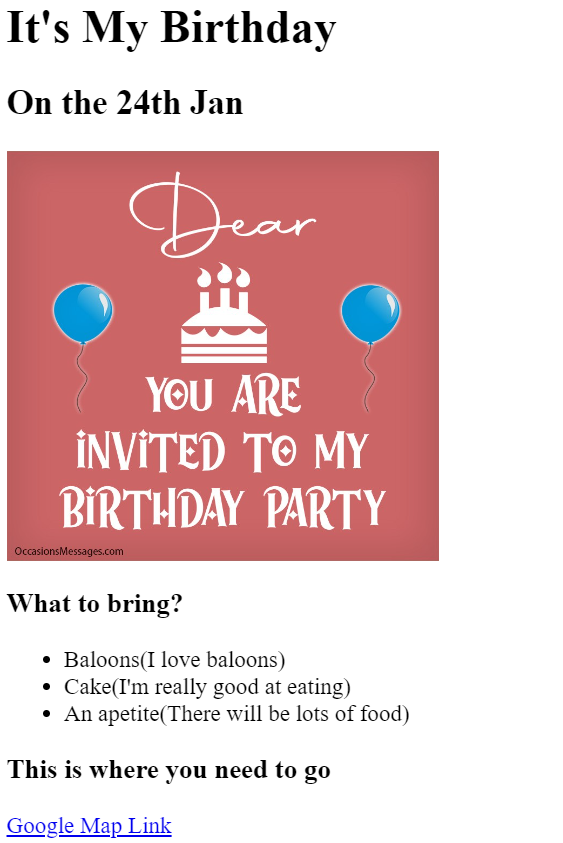 It's My Birthday
On the 24th Jan
Dear
YOU ARE
iNViTED TO MY
BiRTHDAY PARTY
OccasionsMessages.com
What to bring?
Baloons(I love baloons)
Cake(I'm really good at eating)
An apetite(There will be lots of food)
This is where you need to go
Google Map Link